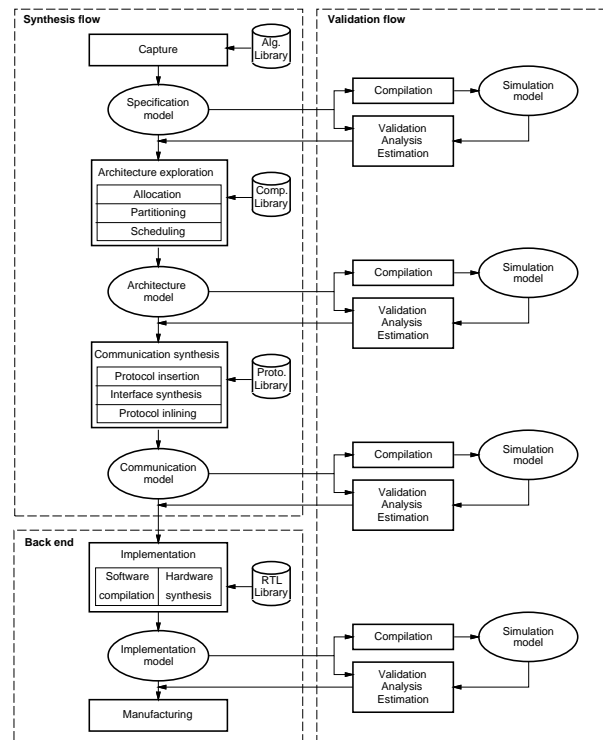 Synthesis flow
Validation flow
Capture
Alg.
Library
Specification
model
Compilation
Simulation
model
Validation
Analysis
Estimation
Architecture exploration
Allocation
Partitioning
Scheduling
Comp.
Library
Architecture
model
Compilation
Simulation
model
Validation
Analysis
Estimation
Communication synthesis
Protocol insertion
Interface synthesis
Protocol inlining
Proto.
Library
Communication
model
Compilation
Simulation
model
Validation
Analysis
Estimation
Back end
Implementation
Software
compilation
Hardware
synthesis
RTL
Library
Implementation
model
Compilation
Simulation
model
Validation
Analysis
Estimation
Manufacturing